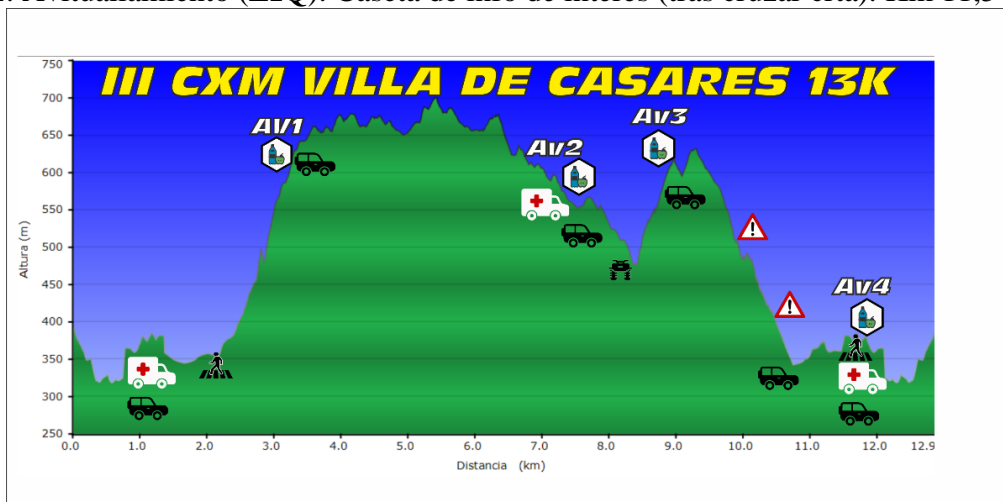 III CXM VILLA DE CASARES 13K
AV1
Av2
Av3
Av4
Altura (m)
750
700
650
600
550
500
450
400
350
300
250
0.0 1.0 2.0 3.0 4.0 5.0 6.0 7.0 8.0 9.0 10.0 11.0 12.0 12.9
Distancia (km)